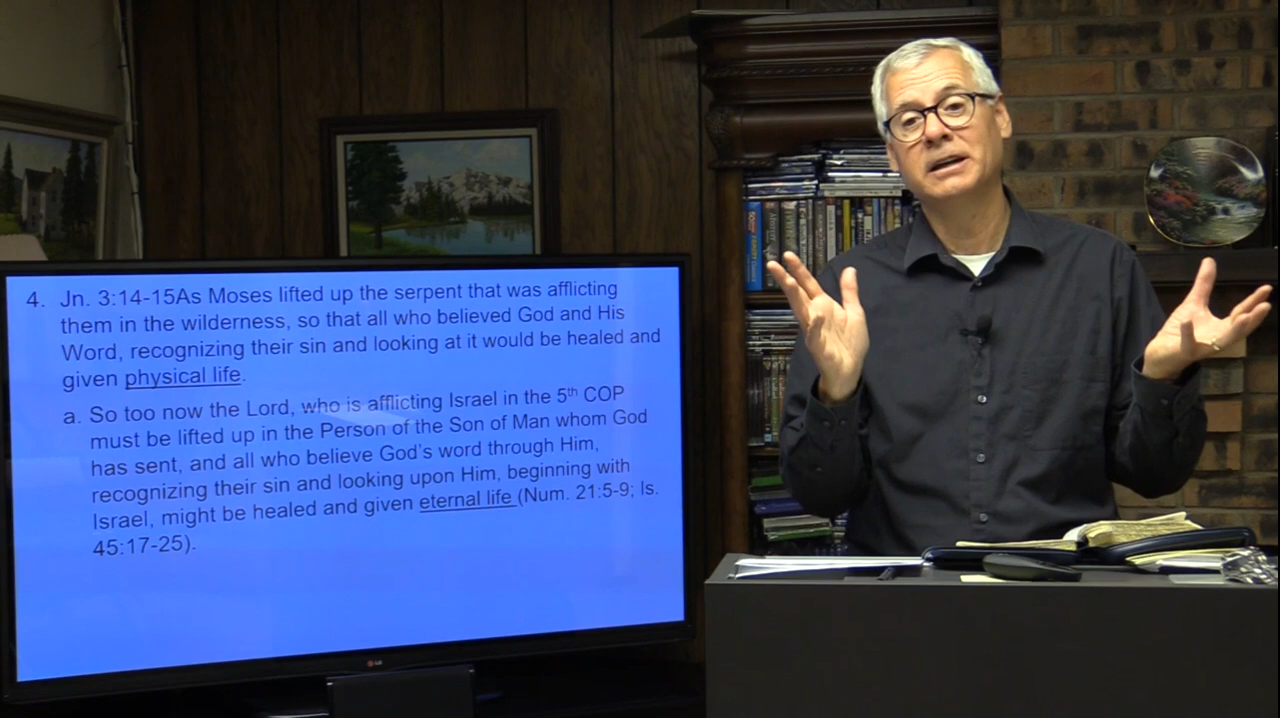 4. Jn. 3:14-15As Moses lifted up the serpent that was afflicting
them in the wilderness, so that all who believed God and His
Word, recognizing their sin and looking at it would be healed and
given physical life.
a. So too now the Lord, who is afflicting Israel in the 5th COP
must be lifted up in the Person of the Son of Man whom God
has sent, and all who believe God's word through Him,
recognizing their sin and looking upon Him, beginning with
Israel, might be healed and given eternal life (Num. 21:5-9; Is.
45:17-25).
LG